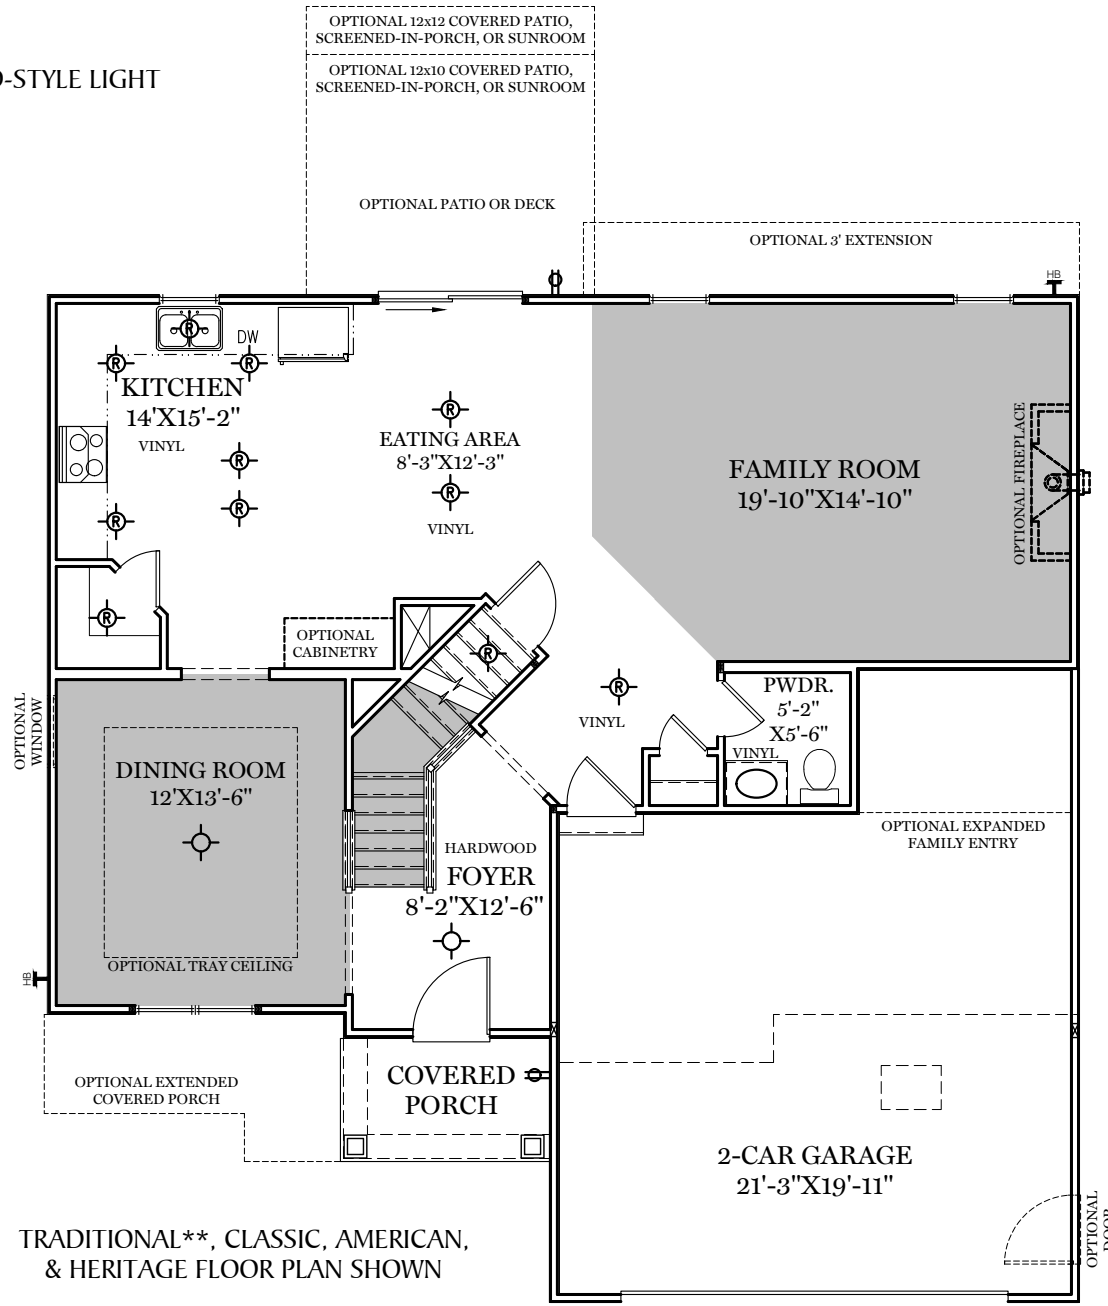 OPTIONAL 12x12 COVERED PATIO,
SCREENED-IN-PORCH, OR SUNROOM
-STYLE LIGHT
OPTIONAL 12x10 COVERED PATIO,
SCREENED-IN-PORCH, OR SUNROOM
OPTIONAL PATIO OR DECK
OPTIONAL 3' EXTENSION
HB
R
DW
R
R
KITCHEN
14'X15'-2"
VINYL
R
EATING AREA
8'-3"X12'-3"
R
R
VINYL
R
R
FAMILY ROOM
19'-10"X14'-10"
OPTIONAL FIREPLACE
R
OPTIONAL
CABINETRY
R
R
VINYL
PWDR.
5'-2"
X5'-6"
VINYL
OPTIONAL
WINDOW
DINING ROOM
12'X13'-6"
OPTIONAL TRAY CEILING
HARDWOOD
FOYER
8'-2"X12'-6"
OPTIONAL EXPANDED
FAMILY ENTRY
HB
OPTIONAL EXTENDED
COVERED PORCH
COVERED
PORCH
2-CAR GARAGE
21'-3"X19'-11"
OPTIONAL
DOOR
TRADITIONAL**, CLASSIC, AMERICAN,
& HERITAGE FLOOR PLAN SHOWN